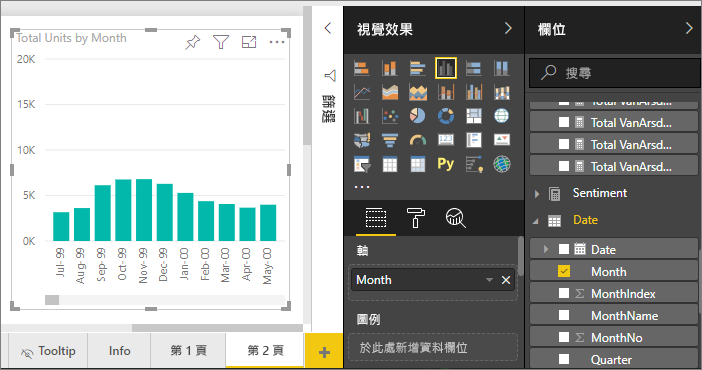 Total Units by Month
20K
15K
10K
5K
0K
Jul-99
Aug-99
Sep-99
Oct-99
Nov-99
Dec-99
Jan-00
Feb-00
Mar-00
Apr-00
May-00
Tooltip
Info
第 1 頁
第 2 頁
+
篩選
視覺效果
Py
軸
Month
圖例
於此處新增資料欄位
欄位
搜尋
Total VanArsd...
Total VanArsd...
Total VanArsd...
Total VanArsd...
Sentiment
Date
Date
Month
MonthIndex
MonthName
MonthNo
Quarter